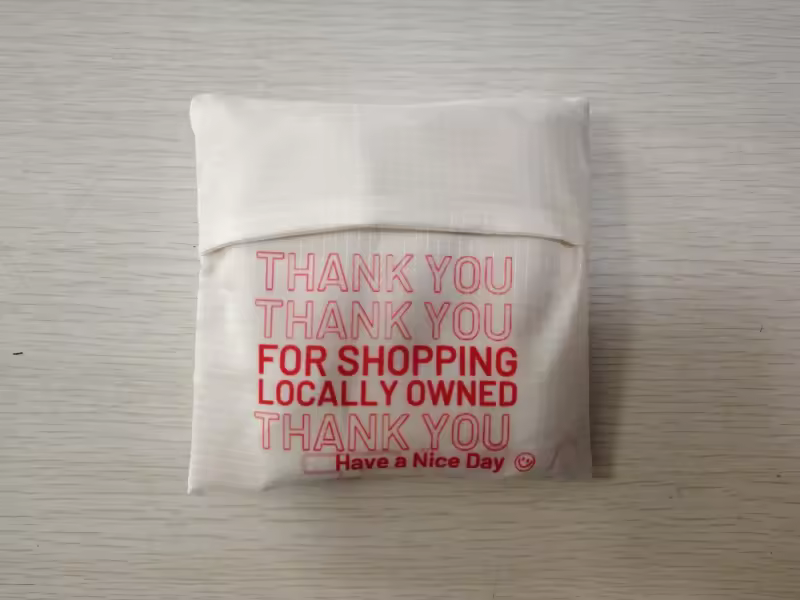 THANK YOU
THANK YOU
FOR SHOPPING
LOCALLY OWNED
THANK YOU
Have a Nice Day